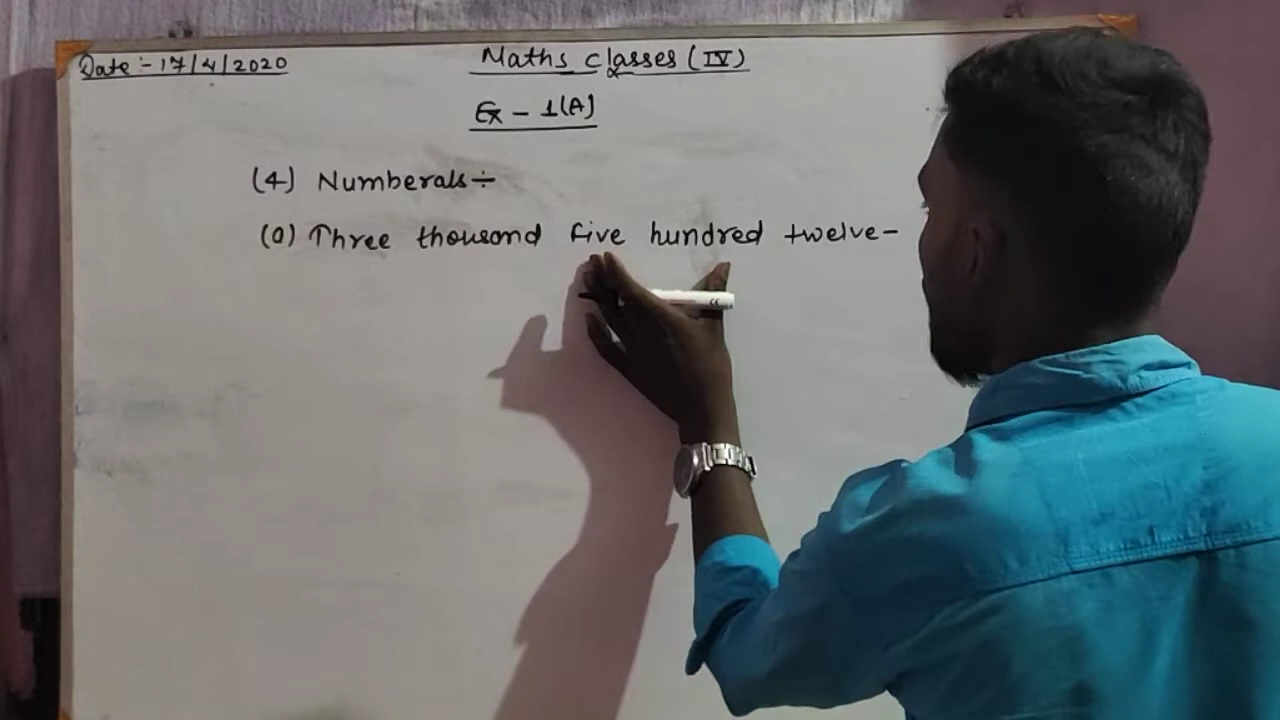 Date :- 17/4/2020
Maths classes (IV)
Ex - 1(A)
(4) Numberals ÷
(a) Three thousand five hundred twelve-